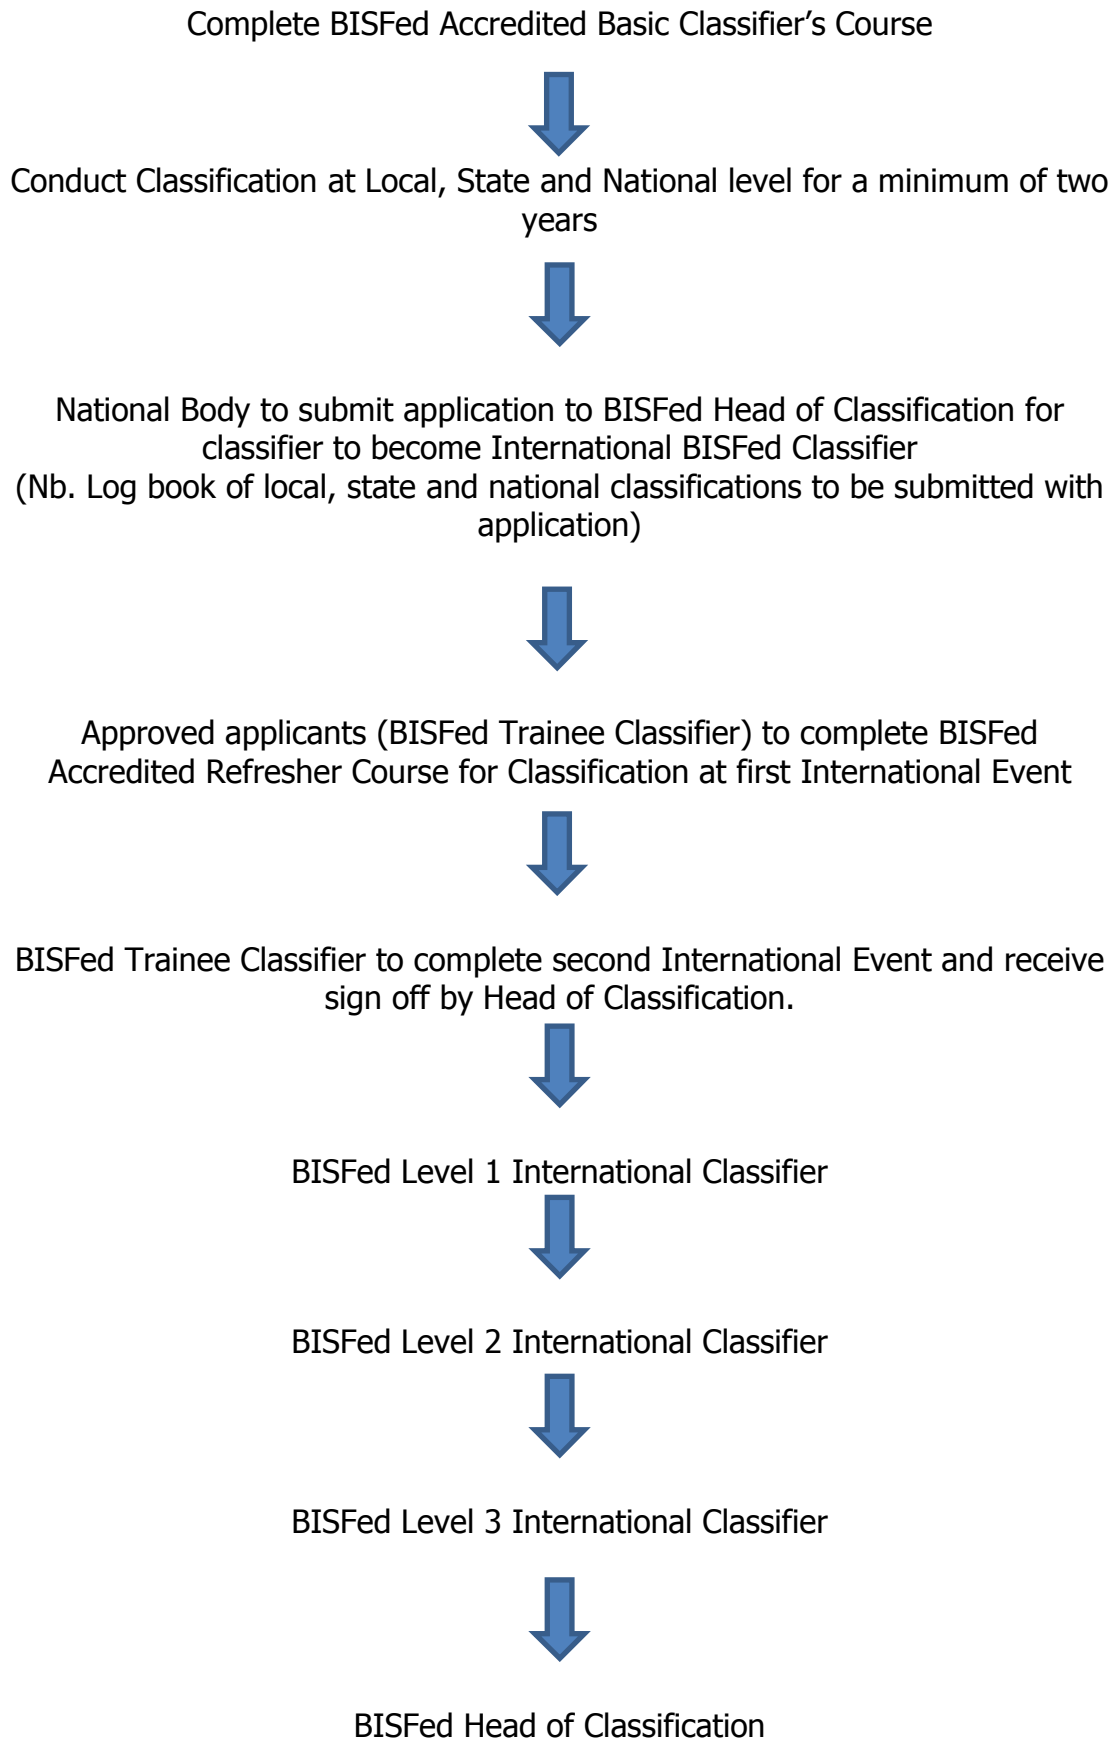 Complete BISFed Accredited Basic Classifier’s Course
Conduct Classification at Local, State and National level for a minimum of two
years
National Body to submit application to BISFed Head of Classification for
classifier to become International BISFed Classifier
(Nb. Log book of local, state and national classifications to be submitted with
application)
Approved applicants (BISFed Trainee Classifier) to complete BISFed
Accredited Refresher Course for Classification at first International Event
BISFed Trainee Classifier to complete second International Event and receive
sign off by Head of Classification.
BISFed Level 1 International Classifier
BISFed Level 2 International Classifier
BISFed Level 3 International Classifier
BISFed Head of Classification